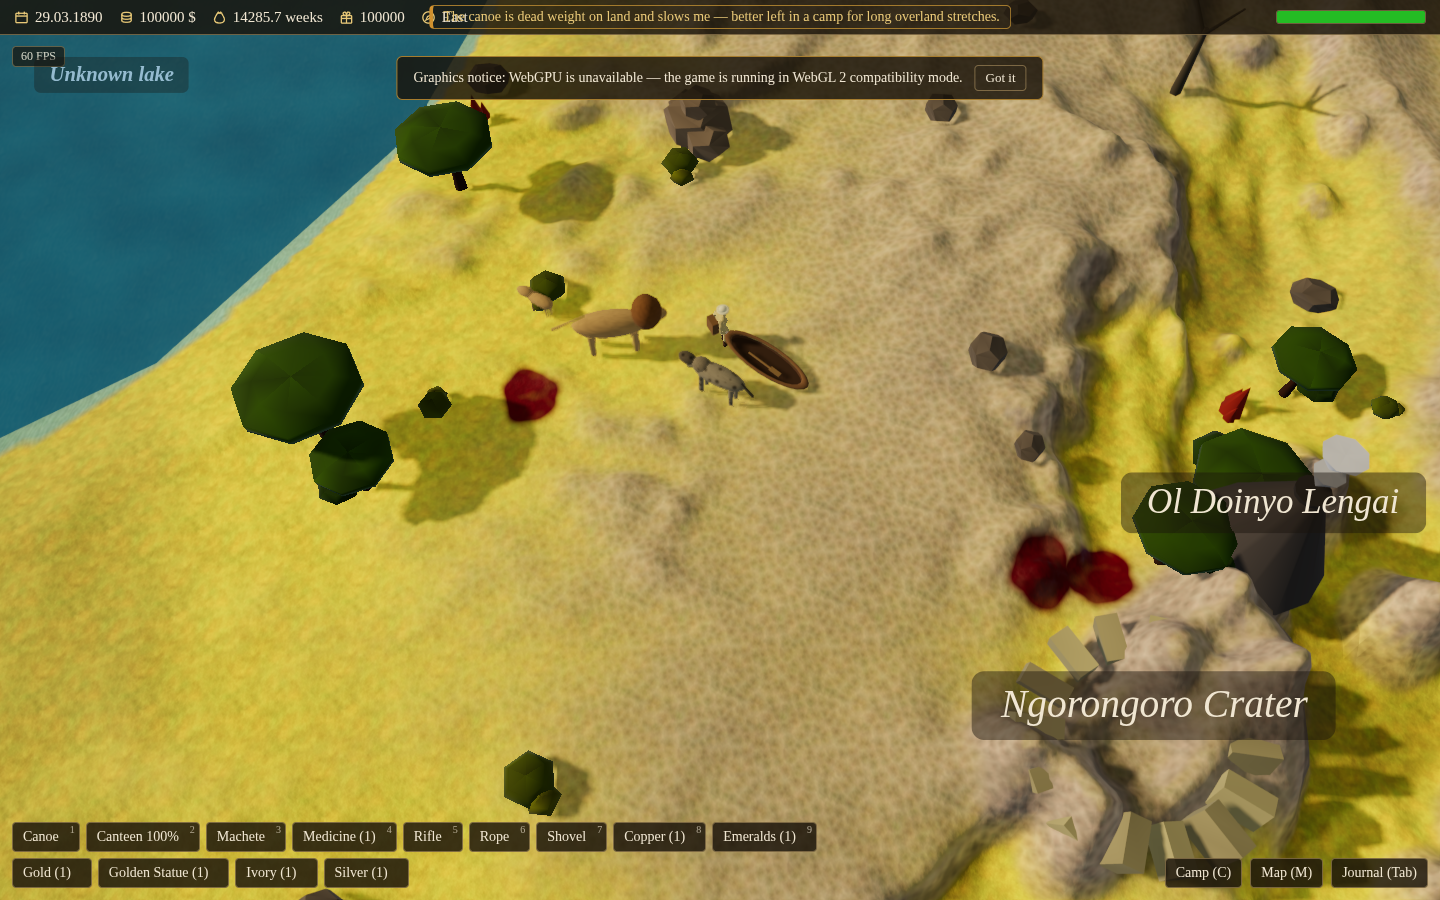 29.03.1890 100000 $ 14285.7 weeks 100000 East
The canoe is dead weight on land and slows me — better left in a camp for long overland stretches.
60 FPS
Unknown lake
Graphics notice: WebGPU is unavailable — the game is running in WebGL 2 compatibility mode. Got it
Ol Doinyo Lengai
Ngorongoro Crater
Canoe 1 Canteen 100% 2 Machete 3 Medicine (1) 4 Rifle 5 Rope 6 Shovel 7 Copper (1) 8 Emeralds (1) 9
Gold (1) Golden Statue (1) Ivory (1) Silver (1)
Camp (C) Map (M) Journal (Tab)